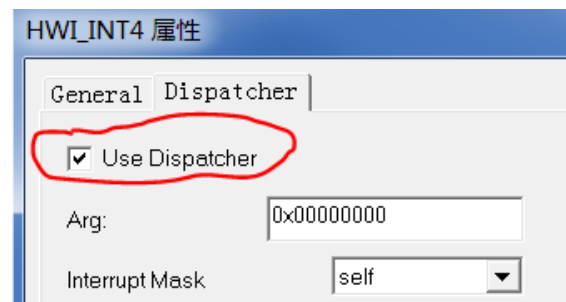 HWI_INT4 属性
General Dispatcher
Use Dispatcher
Arg: 0x00000000
Interrupt Mask self